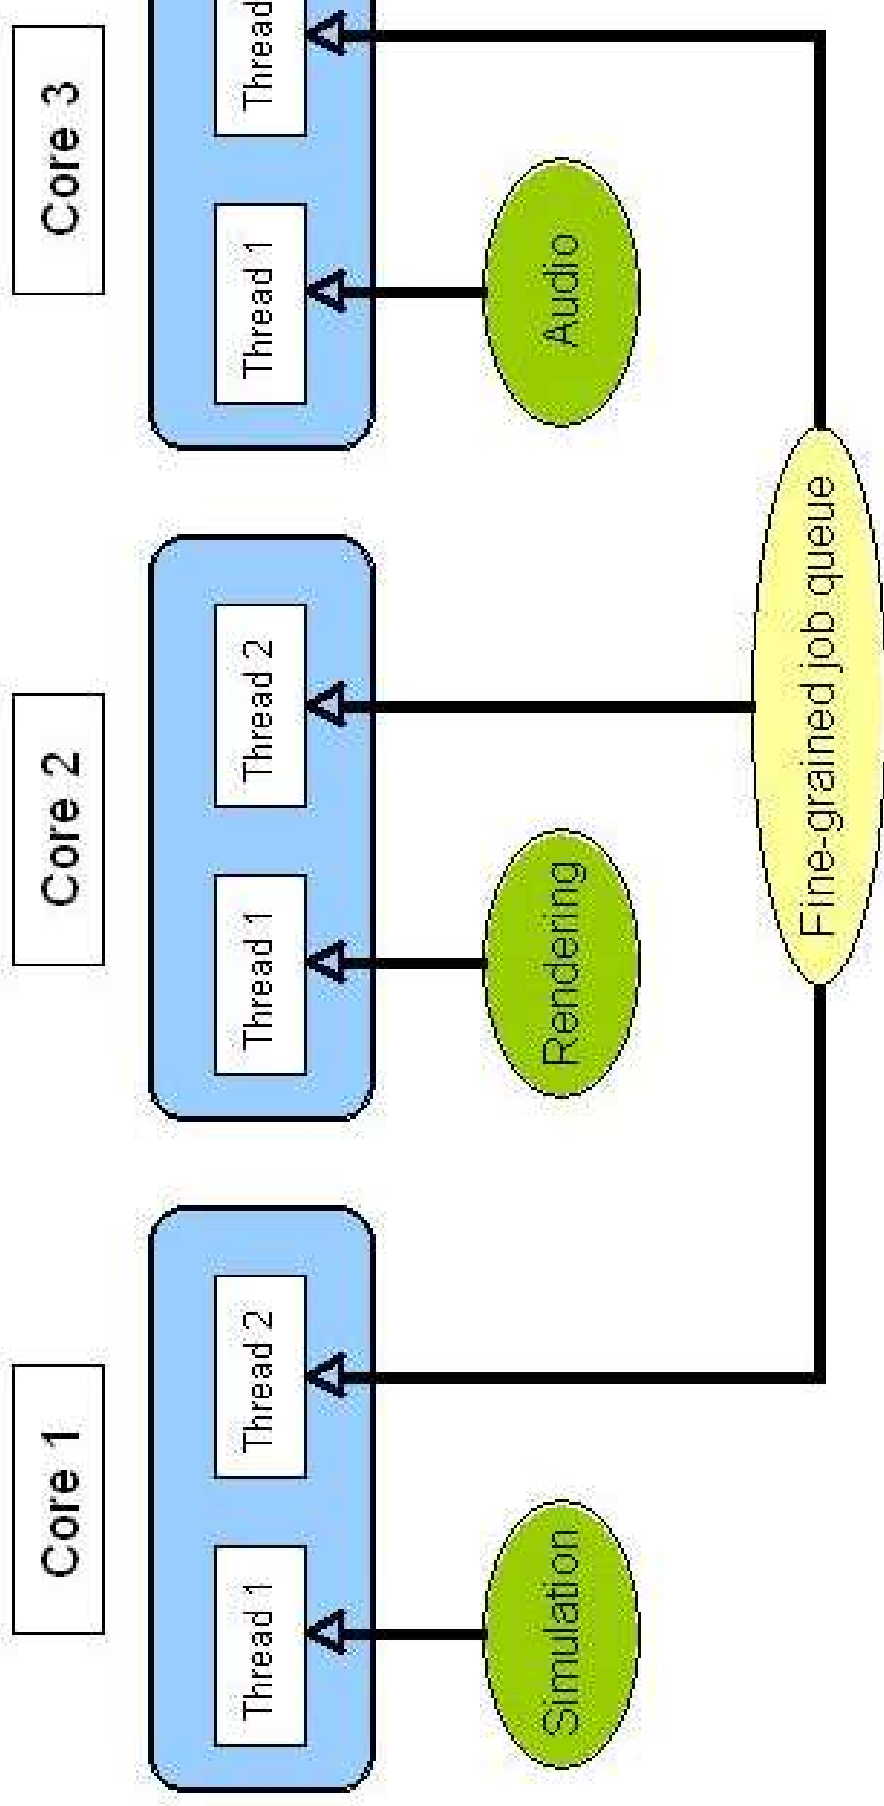 Core 1
Core 2
Core 3
Thread 1
Thread 2
Thread 1
Thread 2
Thread 1
Thread
Simulation
Rendering
Audio
Fine-grained job queue